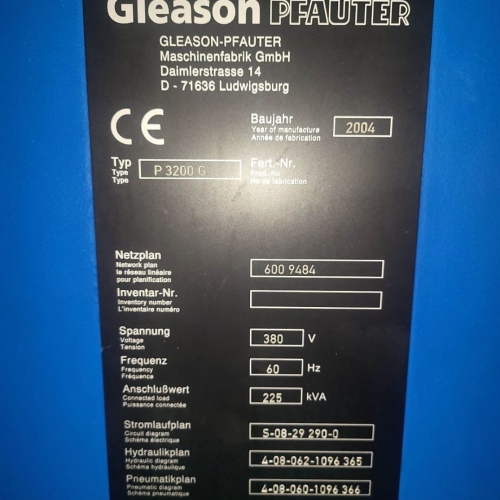 Gleason PFAUTER
GLEASON-PFAUTER
Maschinenfabrik GmbH
Daimlerstrasse 14
D - 71636 Ludwigsburg
CE
Baujahr
Year of manufacture
Année de fabrication
2004
Typ
Type
Type
P 3200 G
Fert.-Nr.
Prod.-No
No de fabrication
Netzplan
Network plan
le réseau linéaire
pour planification
600 9484
Inventar-Nr.
Inventory number
L'inventaire numéro
Spannung
Voltage
Tension
380 V
Frequenz
Frequency
Fréquence
60 Hz
Anschlußwert
Connected load
Puissance connectée
225 kVA
Stromlaufplan
Circuit diagram
Schéma électrique
S-08-29 290-0
Hydraulikplan
Hydraulic diagram
Schéma hydraulique
4-08-062-1096 365
Pneumatikplan
Pneumatic diagram
Schéma pneumatique
4-08-060-1096 366